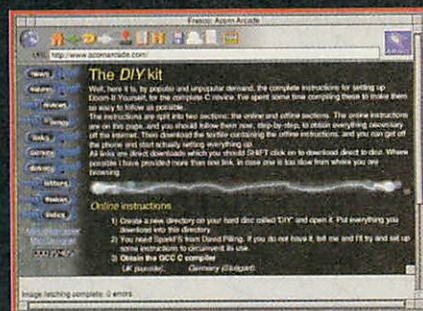 Fresco: Acorn Arcade
URL: http://www.acornarcade.com/
news
The DIY kit
Well, here it is, by popular and unpopular demand, the complete instructions for setting up
Doom-It-Yourself, for the complete C novice. I've spent some time compiling these to make them
so easy to follow as possible.
The instructions are split into two sections: the online and offline sections. The online instructions
are on this page, and you should follow them now, step-by-step, to obtain everything necessary
off the internet. Then download the textfile containing the offline instructions, and you can get off
the phone and start actually setting everything up.
All links are direct downloads which you should SHIFT click on to download direct to disc. Where
possible I have provided more than one link, in case one is too slow from where you are
browsing.
reviews
links
games
editors
Online instructions
1) Create a new directory on your hard disc called 'DIY' and open it. Put everything you
download into this directory.
2) You need SparkFS from David Pilling. If you do not have it, tell me and I'll try and set up
some instructions to circumvent its use.
3) Obtain the GCC C compiler
UK Germany (Stuttgart).
Image fetching complete: 0 errors